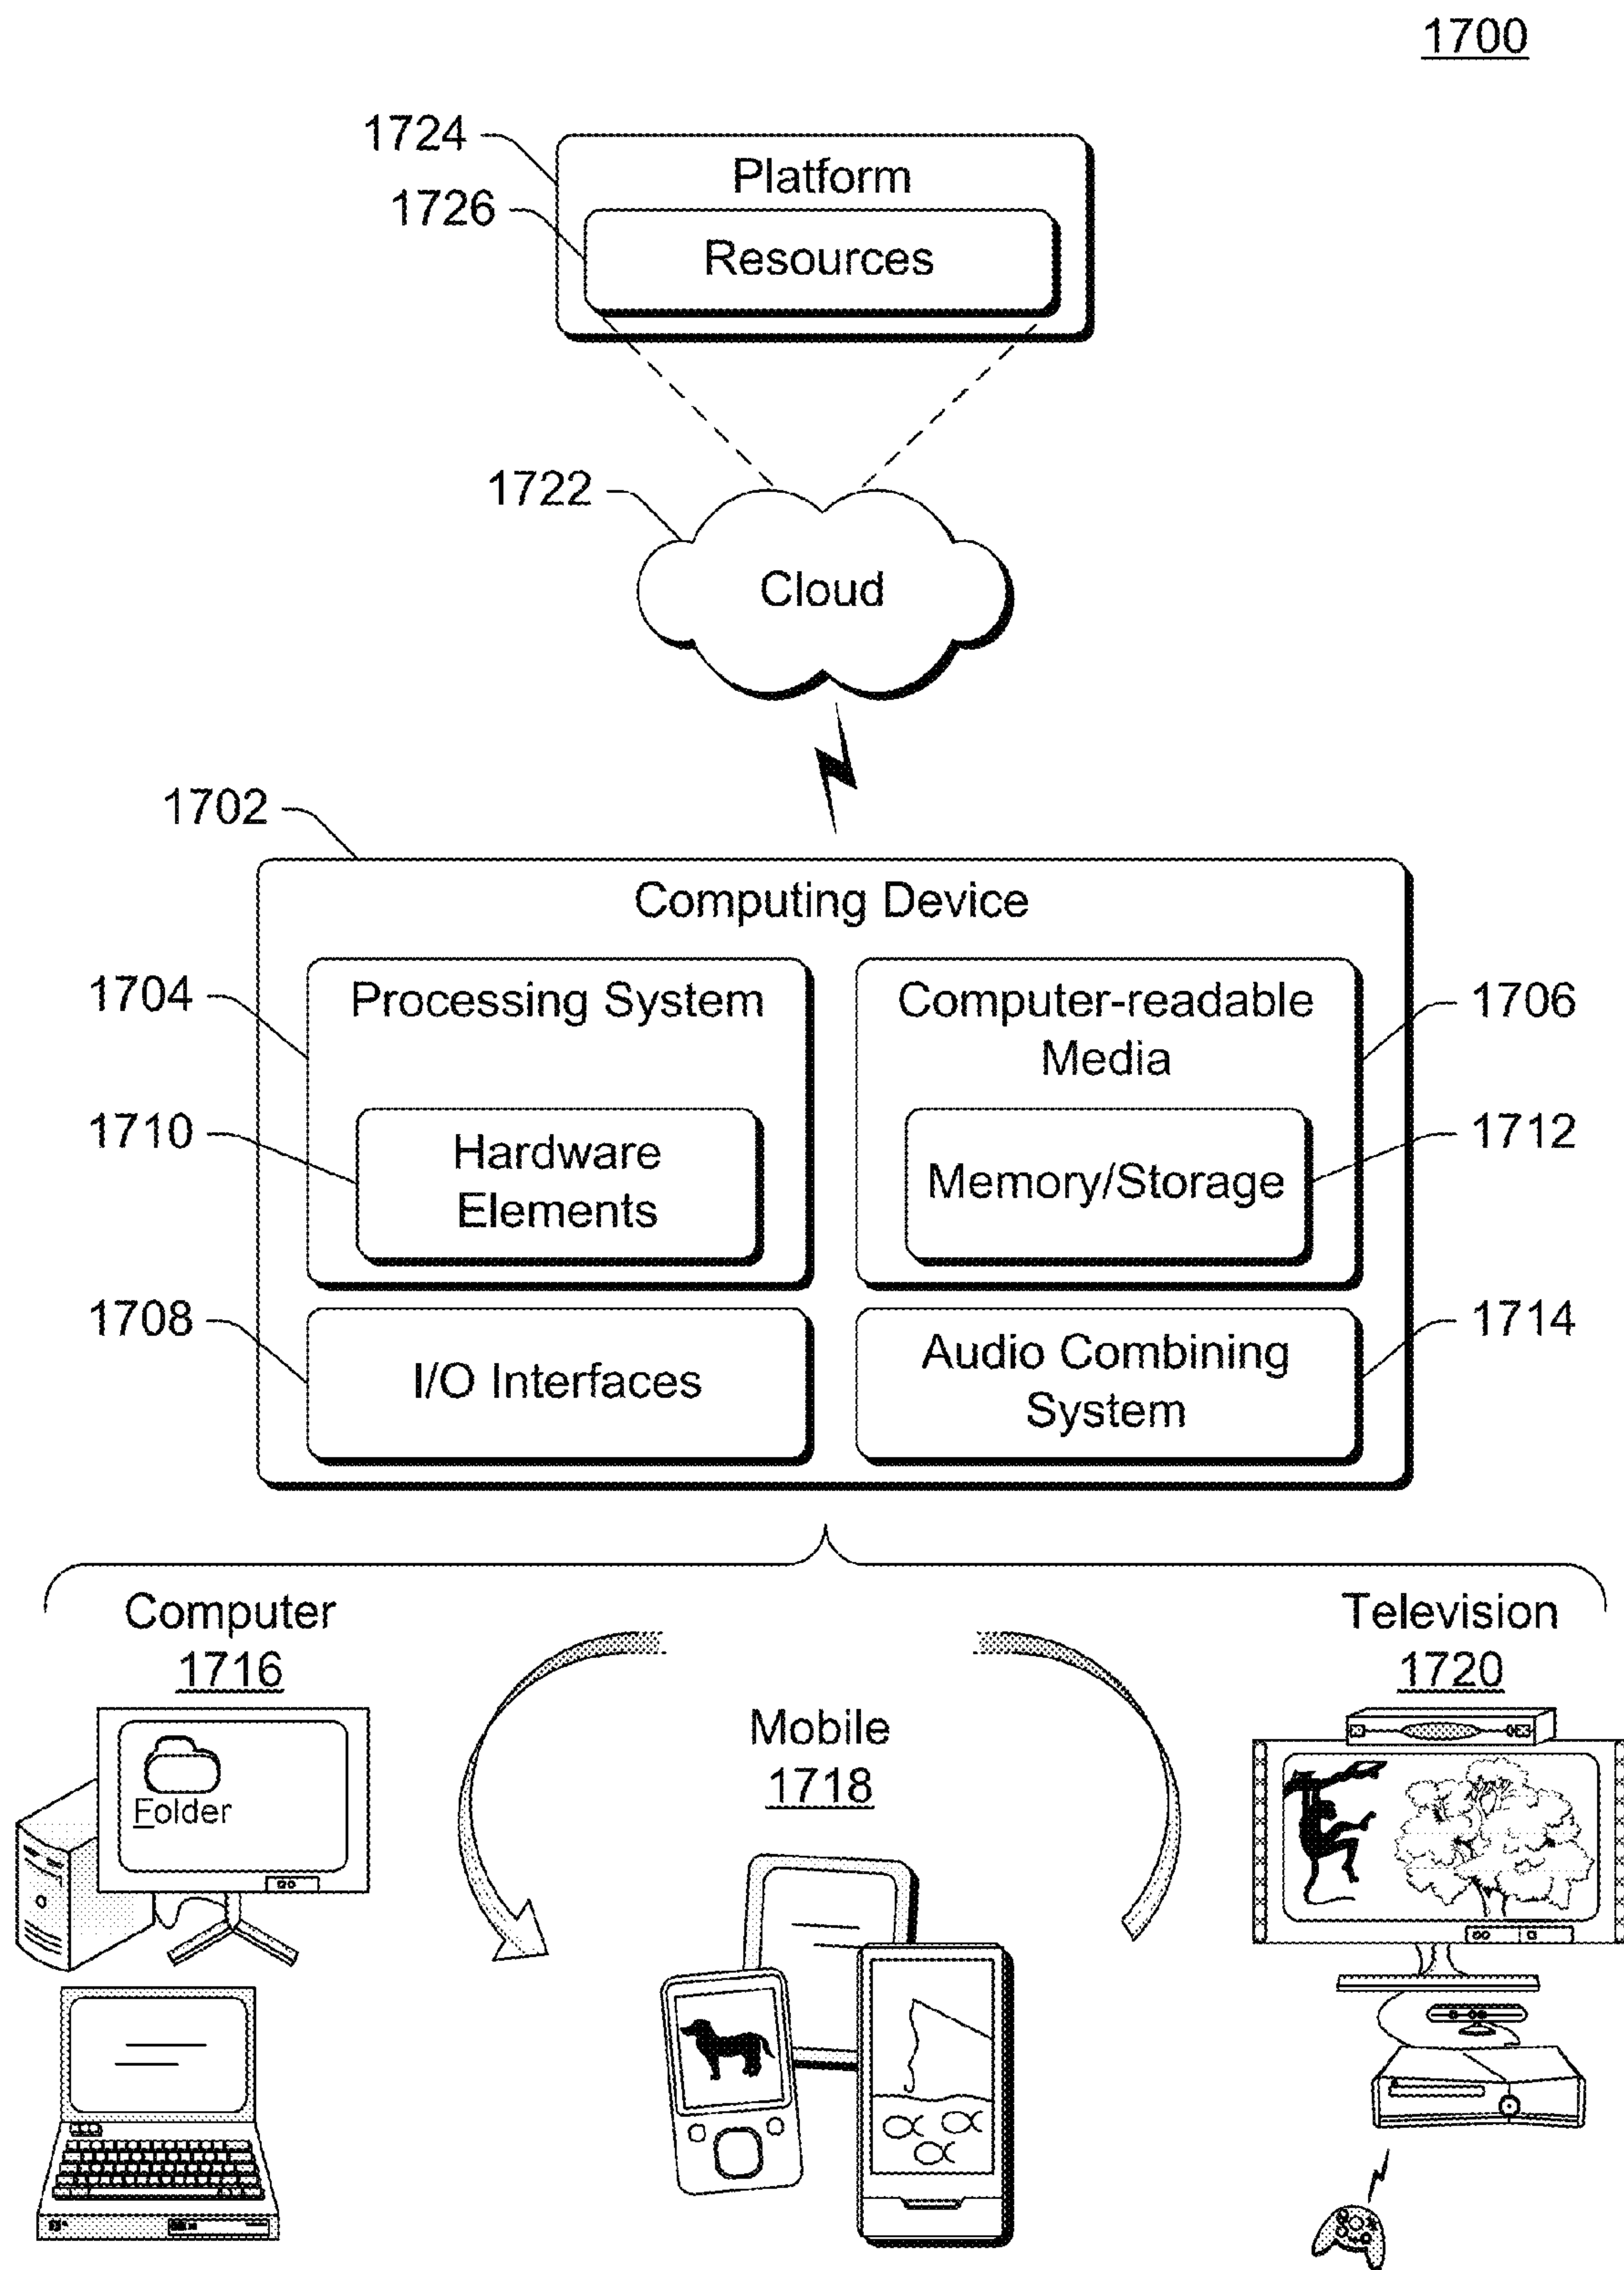 1700
1724
Platform
1726
Resources
1722
Cloud
1702
Computing Device
1704
Processing System
Computer-readable
Media
1706
1710
Hardware
Elements
Memory/Storage
1712
1708
I/O Interfaces
Audio Combining
System
1714
Computer
1716
Folder
Mobile
1718
Television
1720